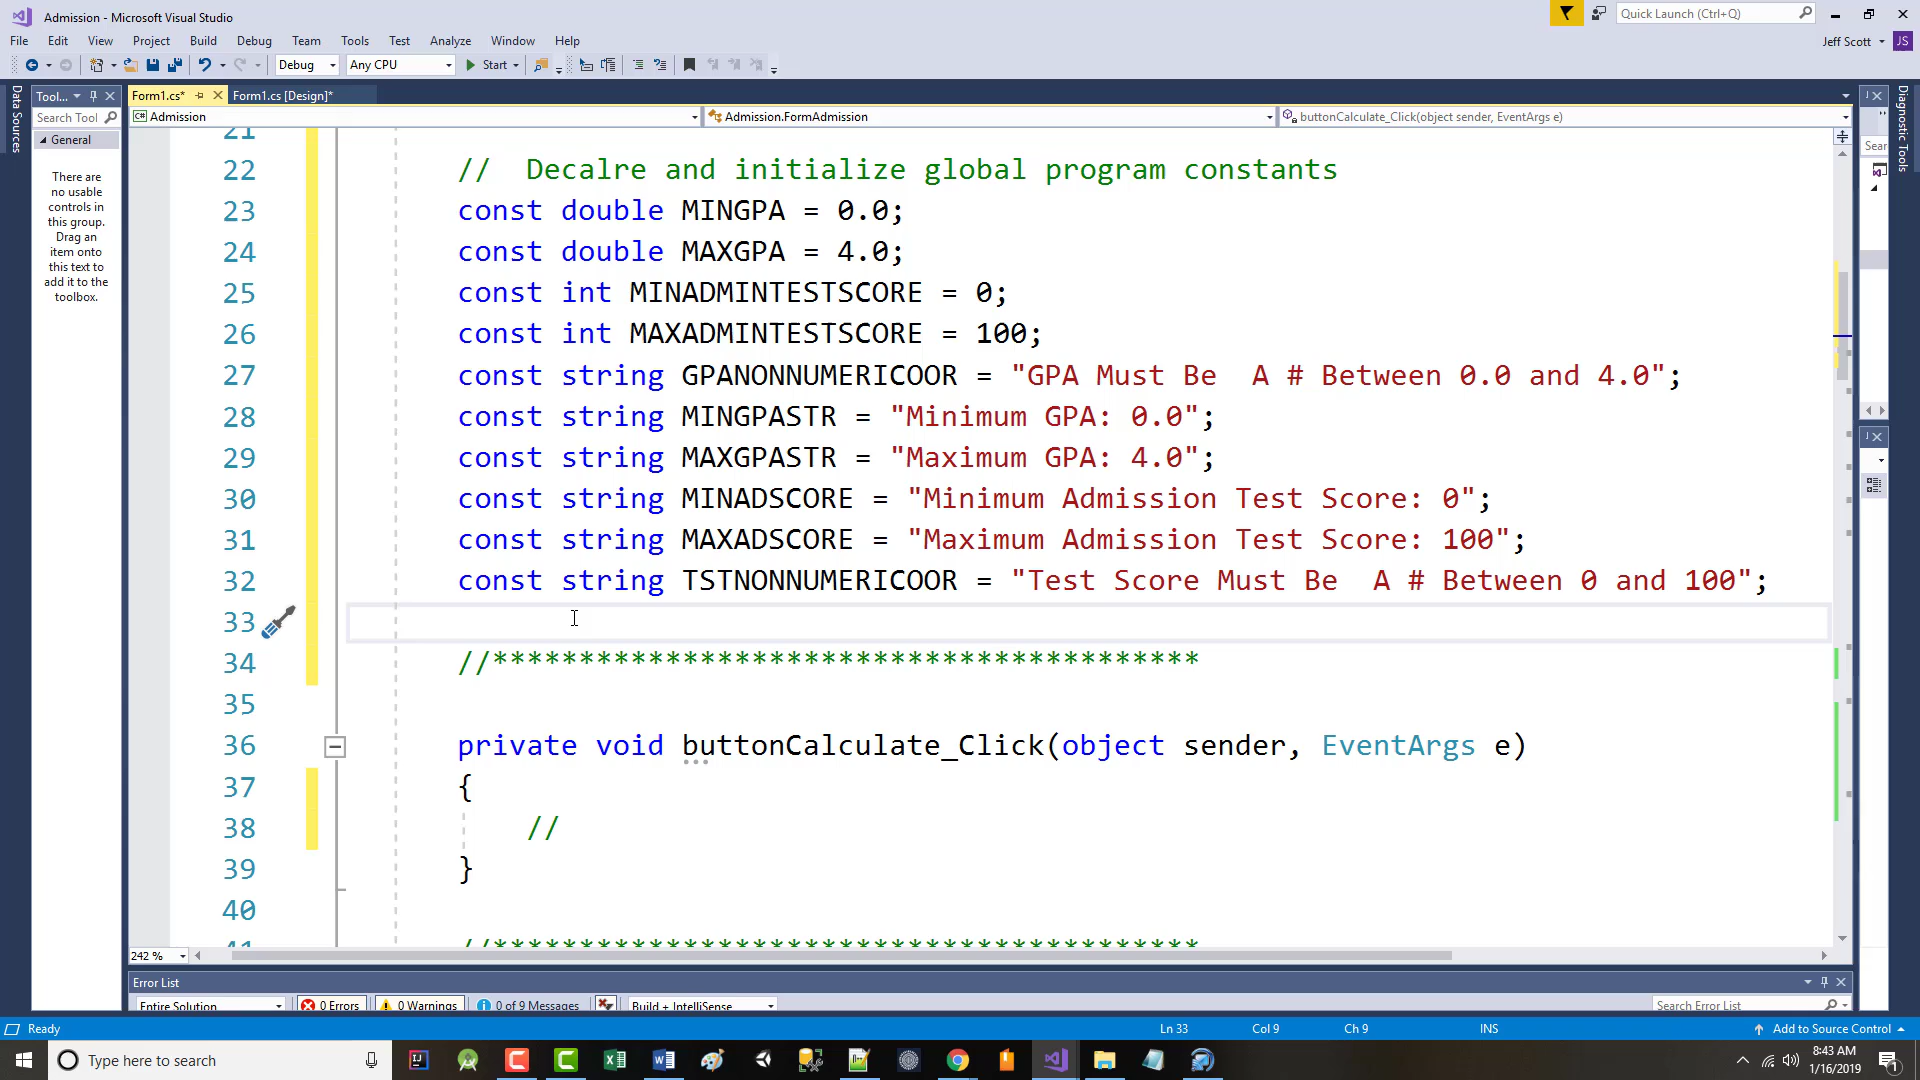 Admission - Microsoft Visual Studio
Quick Launch (Ctrl+Q)
File Edit View Project Build Debug Team Tools Test Analyze Window Help
Jeff Scott JS
Debug Any CPU Start
Data Sources
Tool...
Search Tool
General
There are
no usable
controls in
this group.
Drag an
item onto
this text to
add it to the
toolbox.
Form1.cs* Form1.cs [Design]*
Admission Admission.FormAdmission buttonCalculate_Click(object sender, EventArgs e)
21
22 // Decalre and initialize global program constants
23 const double MINGPA = 0.0;
24 const double MAXGPA = 4.0;
25 const int MINADMINTESTSCORE = 0;
26 const int MAXADMINTESTSCORE = 100;
27 const string GPANONNUMERICOOR = "GPA Must Be  A # Between 0.0 and 4.0";
28 const string MINGPASTR = "Minimum GPA: 0.0";
29 const string MAXGPASTR = "Maximum GPA: 4.0";
30 const string MINADSCORE = "Minimum Admission Test Score: 0";
31 const string MAXADSCORE = "Maximum Admission Test Score: 100";
32 const string TSTNONNUMERICOOR = "Test Score Must Be  A # Between 0 and 100";
33
34 //*****************************************
35
36 private void buttonCalculate_Click(object sender, EventArgs e)
37 {
38 //
39 }
40
41 //*****************************************
242 %
Diagnostic Tools
Sear
Error List
Entire Solution 0 Errors 0 Warnings 0 of 9 Messages Build + IntelliSense Search Error List
Ready Ln 33 Col 9 Ch 9 INS Add to Source Control
Type here to search
8:43 AM
1/16/2019
1